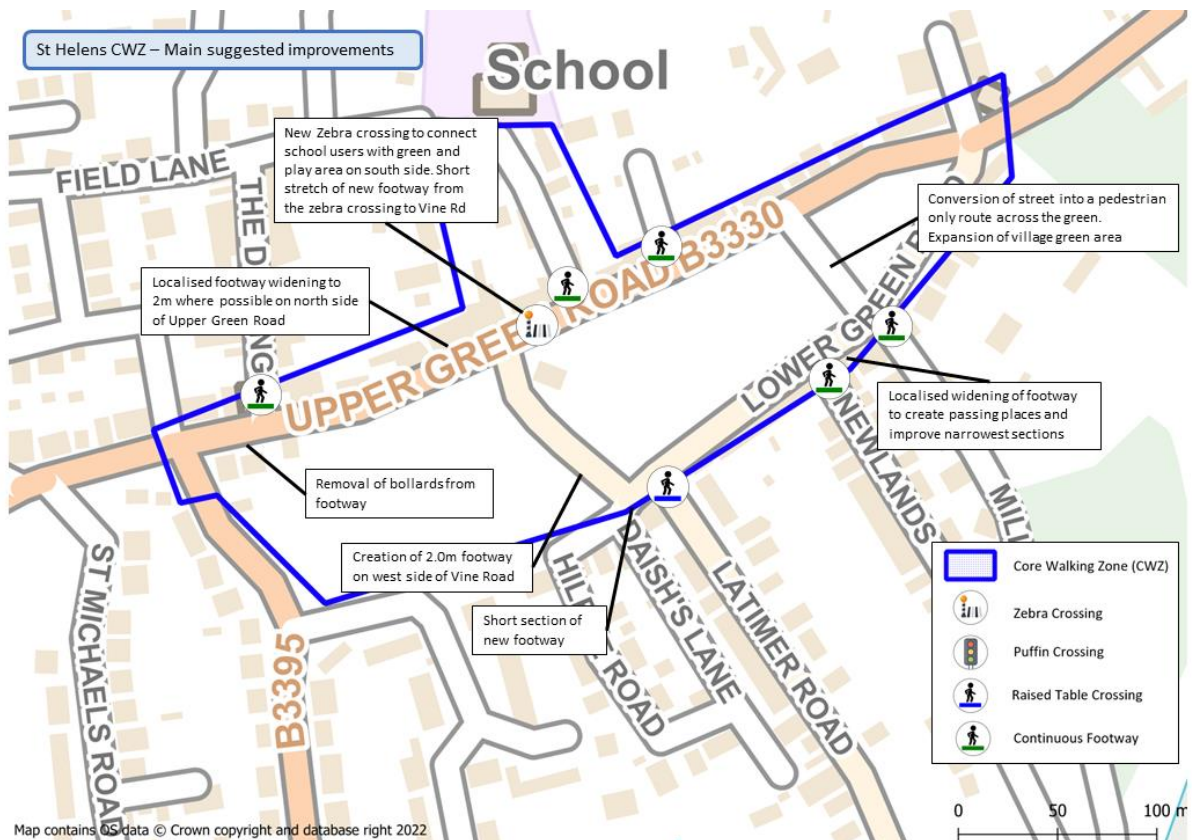 St Helens CWZ – Main suggested improvements
School
New Zebra crossing to connect
school users with green and
play area on south side. Short
stretch of new footway from
the zebra crossing to Vine Rd
FIELD LANE
Conversion of street into a pedestrian
only route across the green.
Expansion of village green area
Localised footway widening to
2m where possible on north side
of Upper Green Road
UPPER GREEN ROAD B3330
LOWER GREEN
Localised widening of footway
to create passing places and
improve narrowest sections
NEWLANDS
Removal of bollards from
footway
Creation of 2.0m footway
on west side of Vine Road
Short section of
new footway
ST MICHAELS ROAD
B3395
ROAD
DAISH'S LANE
LATIMER ROAD
Core Walking Zone (CWZ)
Zebra Crossing
Puffin Crossing
Raised Table Crossing
Continuous Footway
0 50 100 m
Map contains OS data © Crown copyright and database right 2022